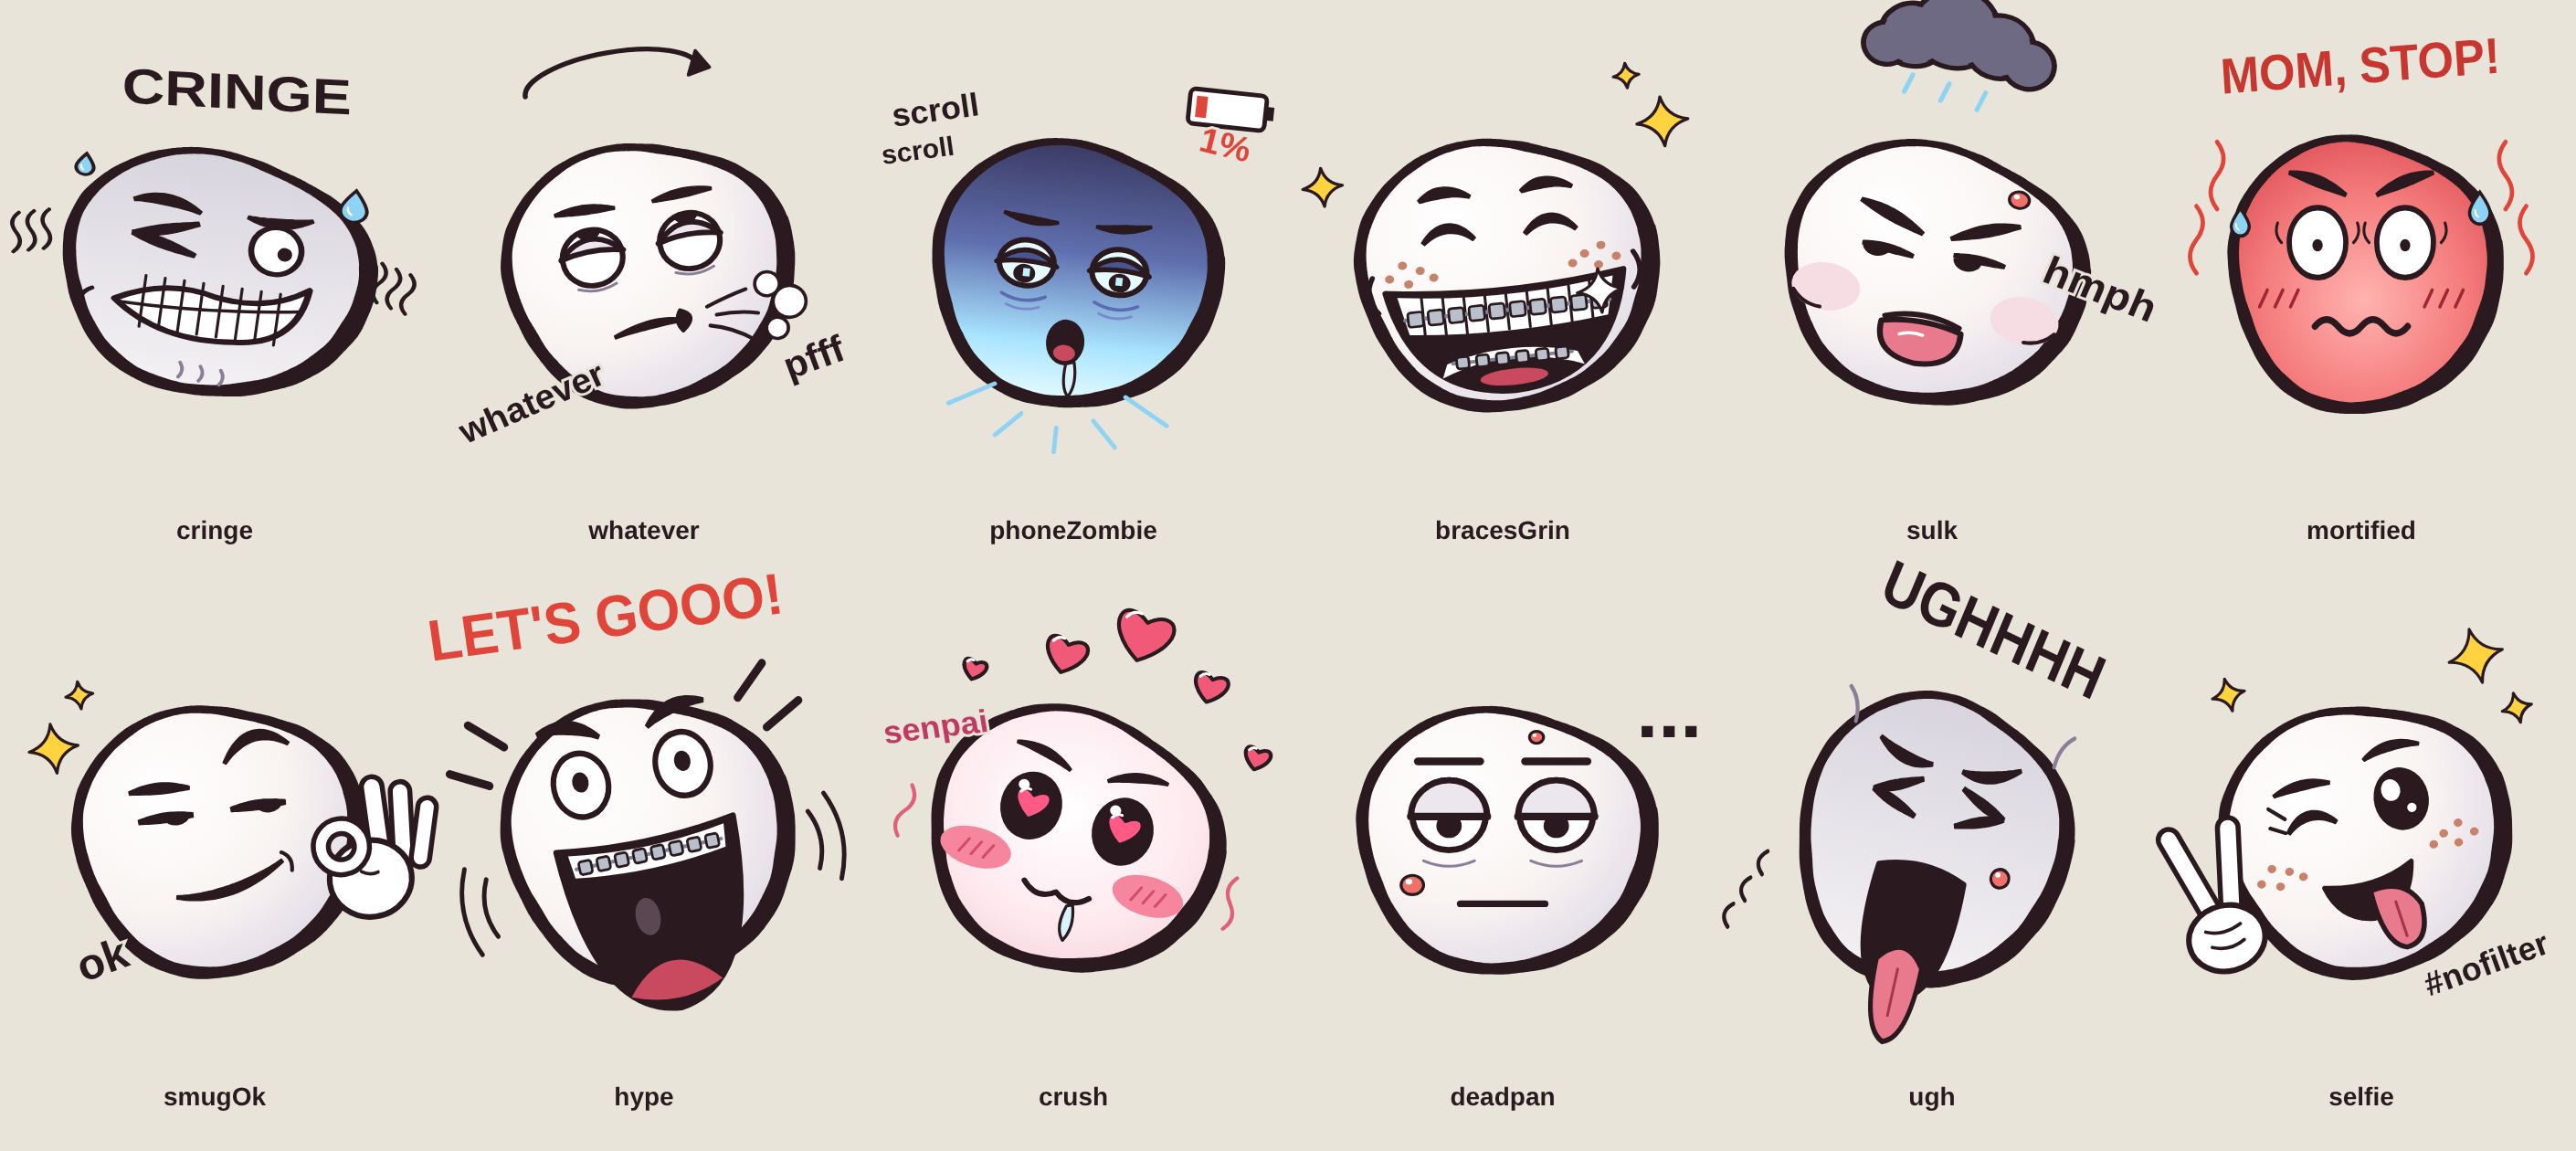 CRINGE
whatever
pfff
scroll
scroll
1%
hmph
MOM, STOP!
cringe
whatever
phoneZombie
bracesGrin
sulk
mortified
ok
LET'S GOOO!
senpai
...
UGHHHH
#nofilter
smugOk
hype
crush
deadpan
ugh
selfie